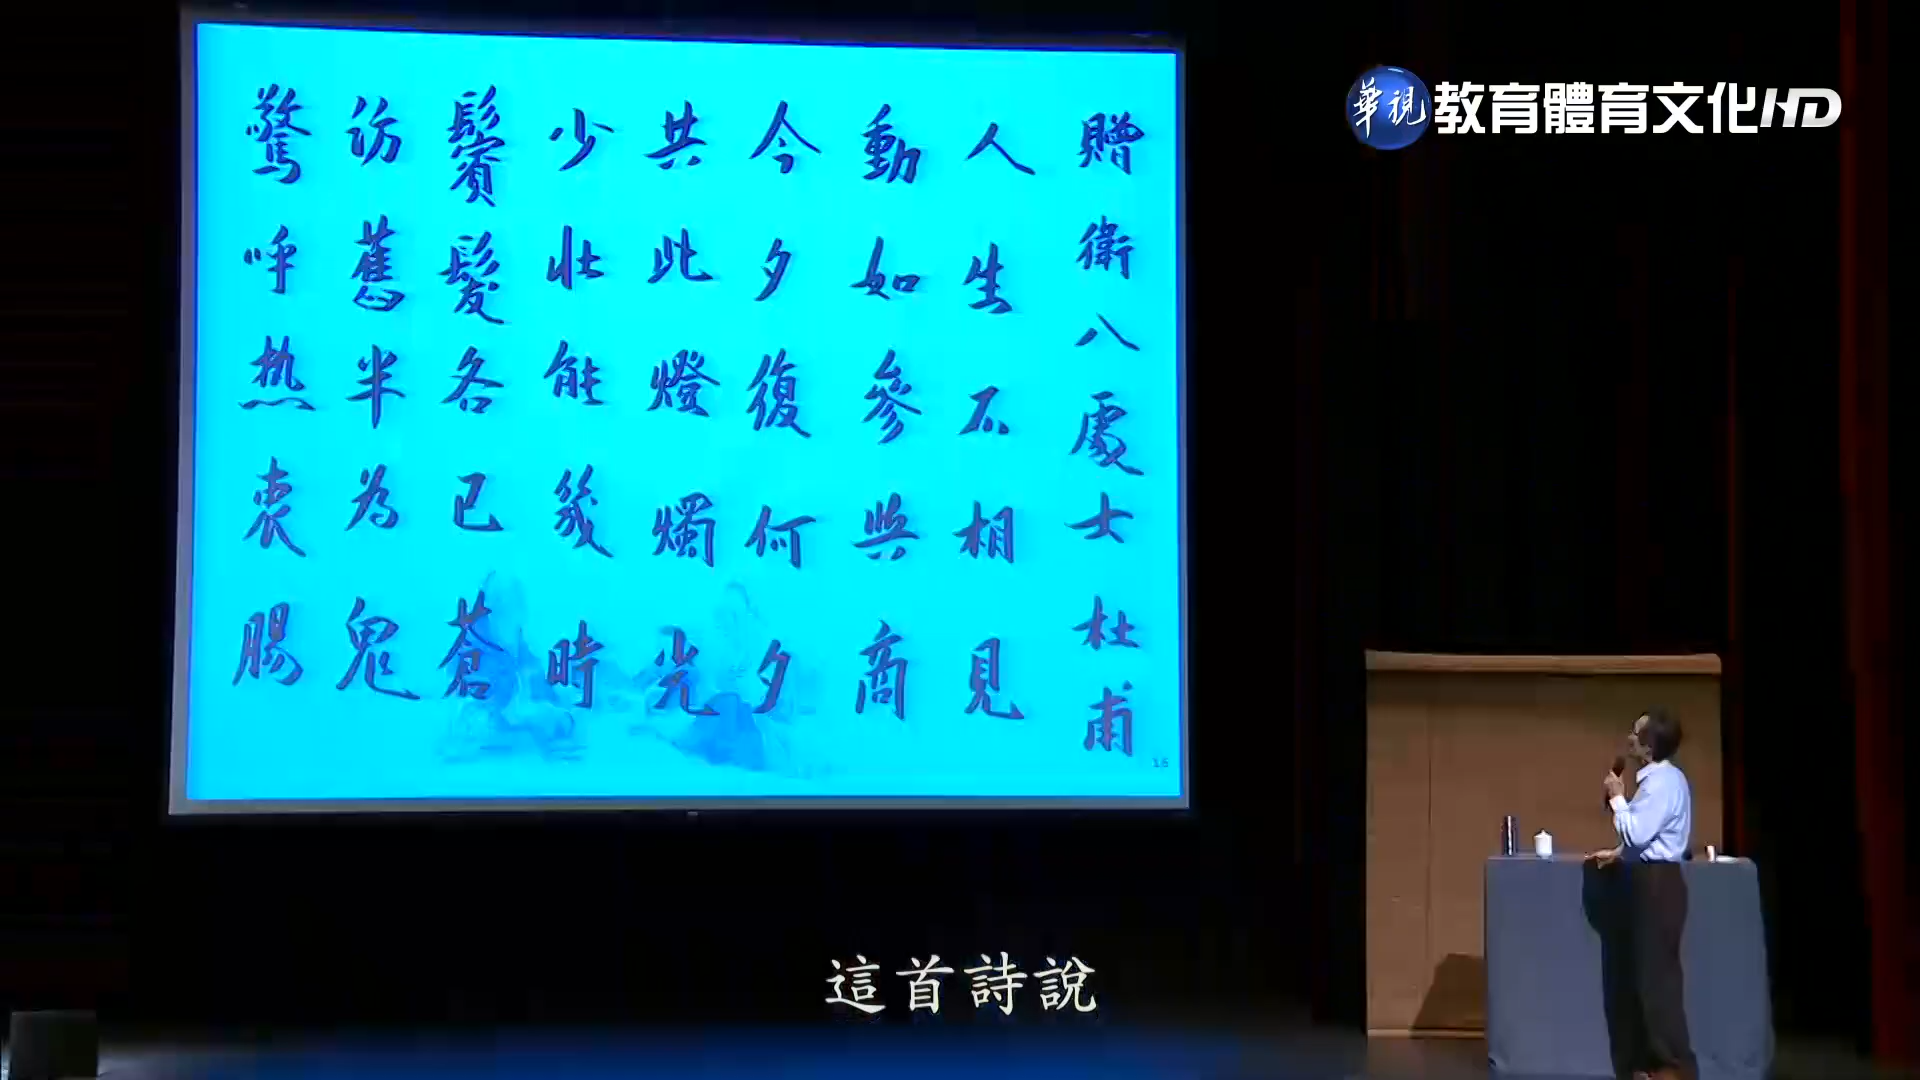 贈衛八處士杜甫
人生不相見
動如參與商
今夕復何夕
共此燈燭光
少壯能幾時
鬢髮各已蒼
訪舊半為鬼
驚呼热衷腸
16
華視教育體育文化HD
這首詩說